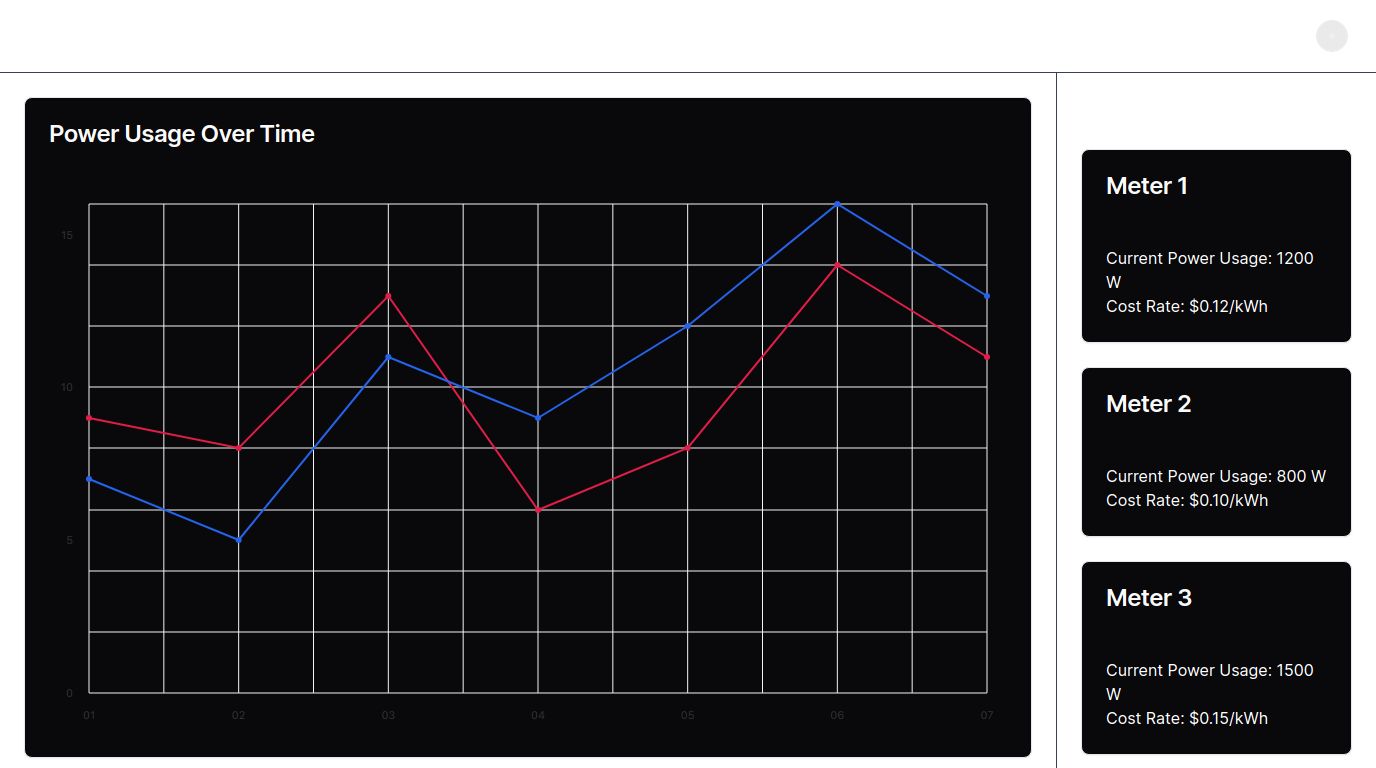 Power Usage Over Time
15
10
5
0
01 02 03 04 05 06 07
Meter 1
Current Power Usage: 1200
W
Cost Rate: $0.12/kWh
Meter 2
Current Power Usage: 800 W
Cost Rate: $0.10/kWh
Meter 3
Current Power Usage: 1500
W
Cost Rate: $0.15/kWh